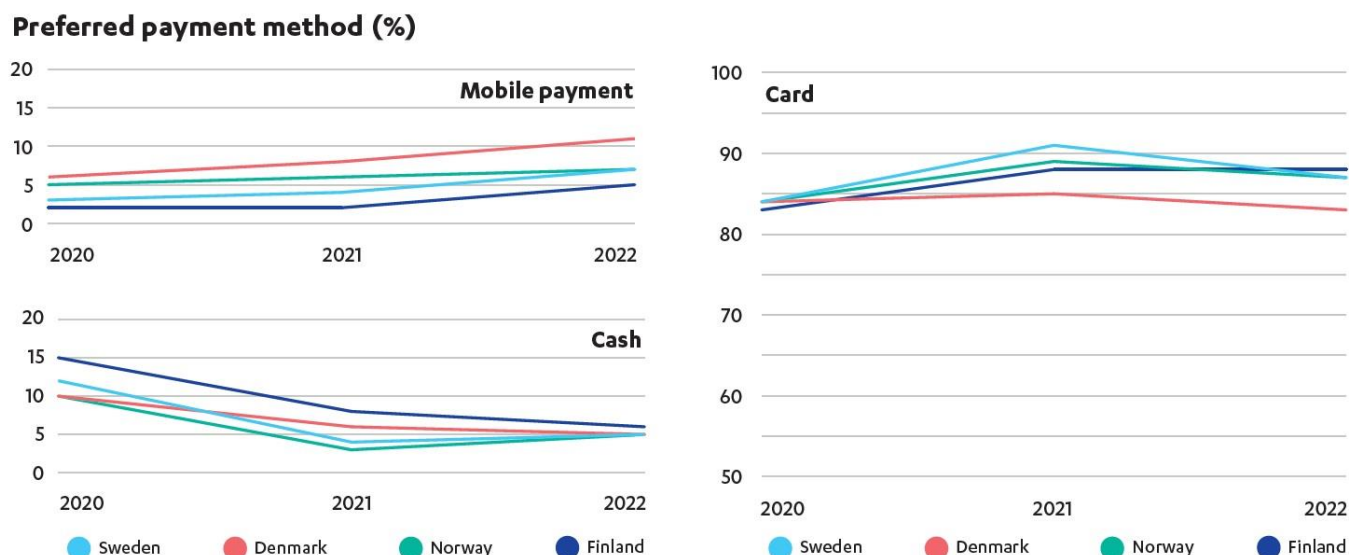 Preferred payment method (%)
20
Mobile payment
15
10
5
0
2020 2021 2022
20
Cash
15
10
5
0
2020 2021 2022
Sweden Denmark Norway Finland
100
Card
90
80
70
60
50
2020 2021 2022
Sweden Denmark Norway Finland